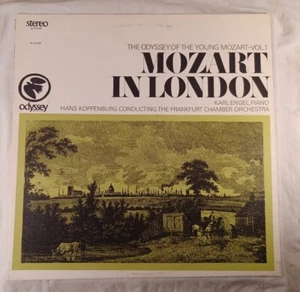 stereo
THE ODYSSEY OF THE YOUNG MOZART-VOL.1
MOZART
IN LONDON
KARL ENGEL, PIANO
HANS KOPPENBURG CONDUCTING THE FRANKFURT CHAMBER ORCHESTRA
odyssey